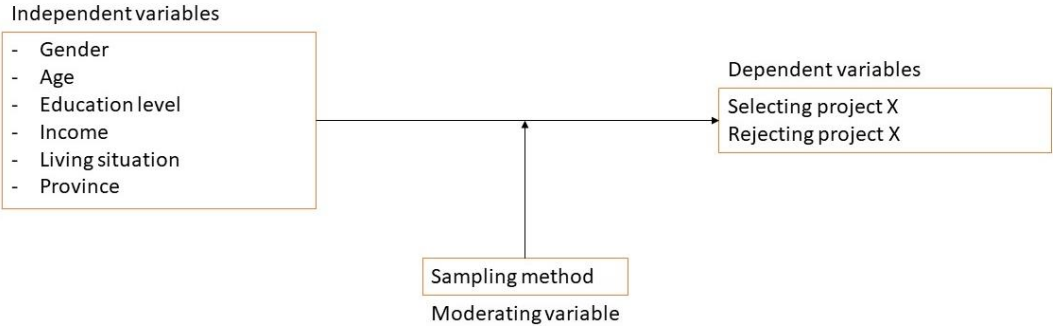 Independent variables
- Gender
- Age
- Education level
- Income
- Living situation
- Province
Dependent variables
Selecting project X
Rejecting project X
Sampling method
Moderating variable